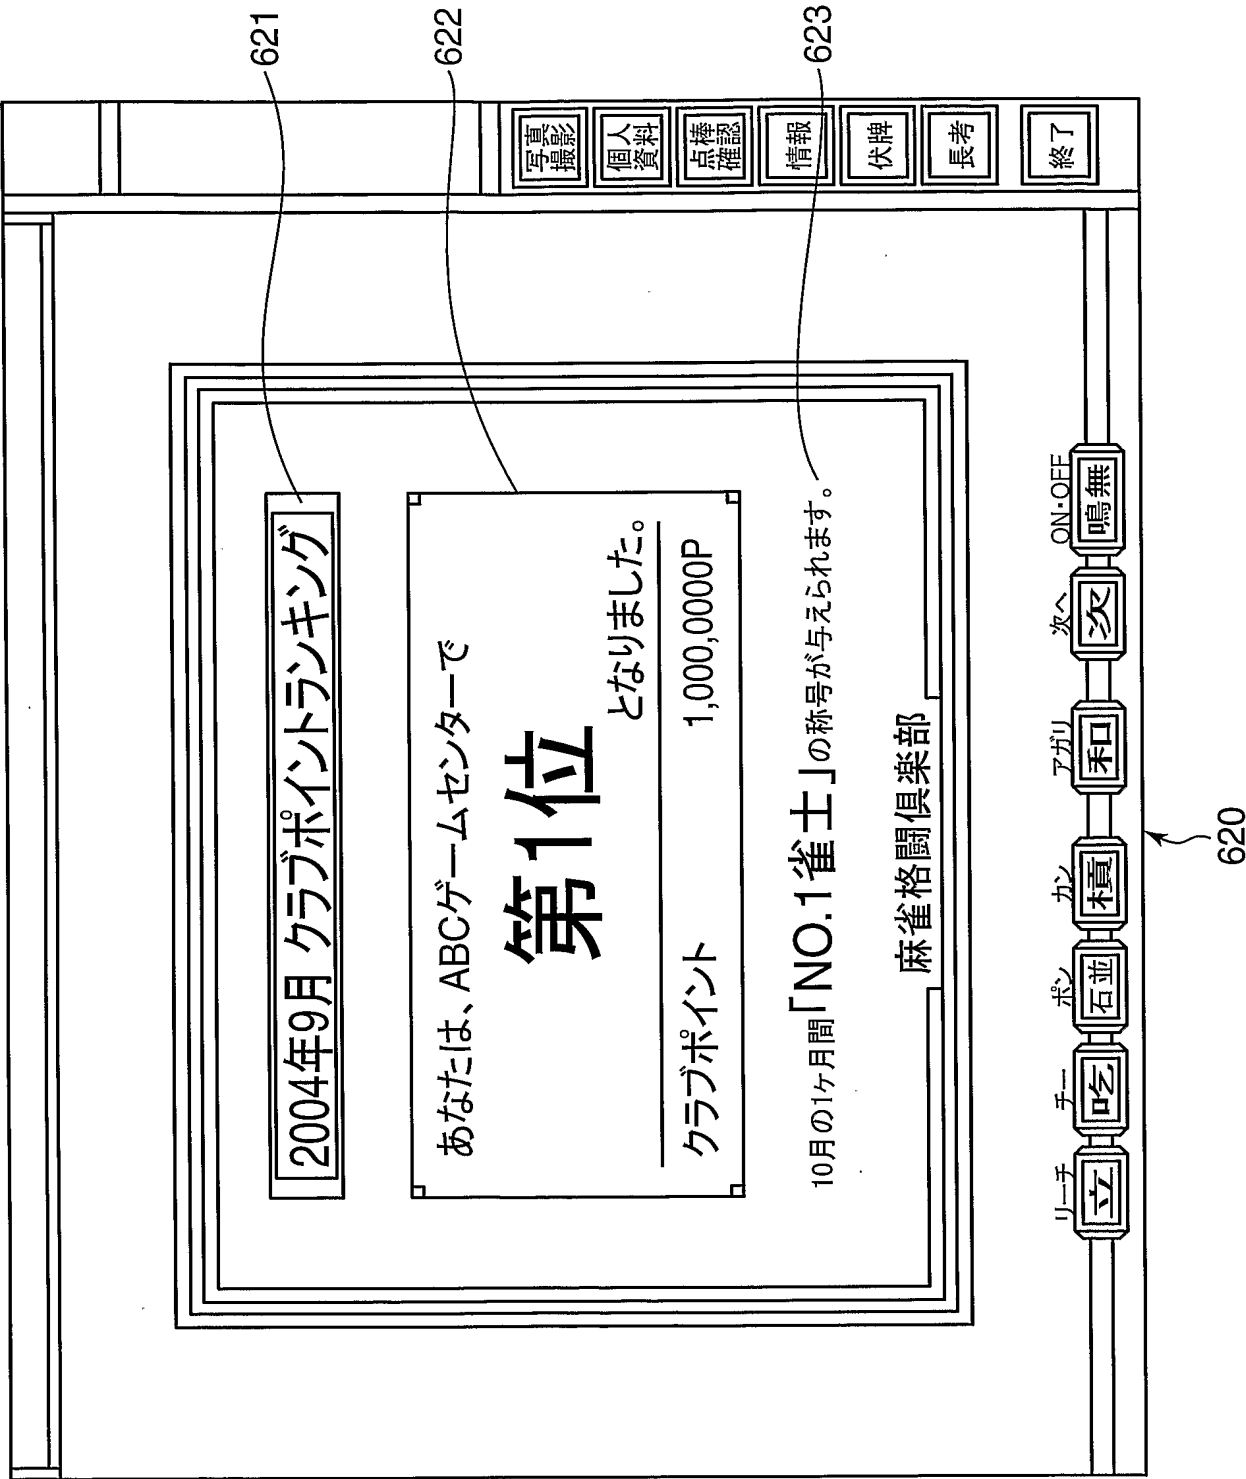 621
622
623
2004年9月 クラブポイントランキング
あなたは、ABCゲームセンターで
第1位
となりました。
クラブポイント 1,000,0000P
10月の1ヶ月間「NO.1雀士」の称号が与えられます。
麻雀格闘倶楽部
写真
撮影
個人
資料
点棒
確認
情報
伏牌
長考
終了
リーチ チー ポン カン アガリ 次へ ON・OFF
立 吃 石並 槓 和 次 鳴無
620